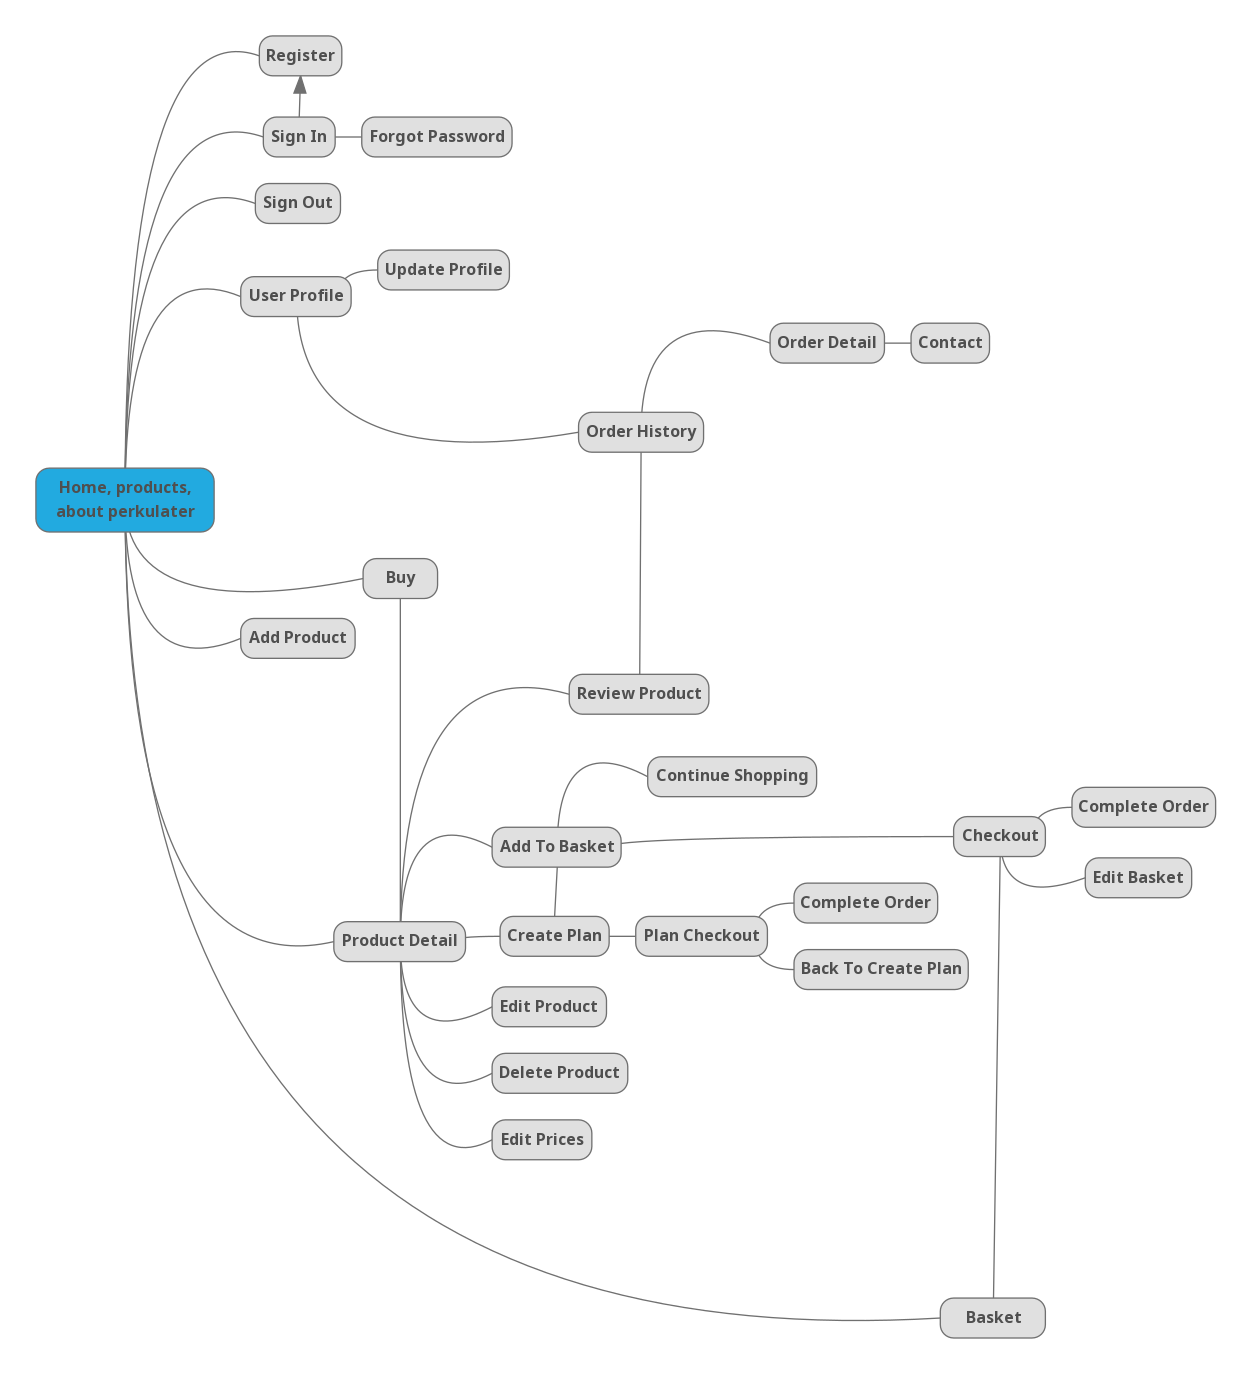 Register
Sign In
Forgot Password
Sign Out
Update Profile
User Profile
Order Detail
Contact
Order History
Home, products,
about perkulater
Buy
Add Product
Review Product
Continue Shopping
Complete Order
Checkout
Add To Basket
Edit Basket
Complete Order
Product Detail
Create Plan
Plan Checkout
Back To Create Plan
Edit Product
Delete Product
Edit Prices
Basket